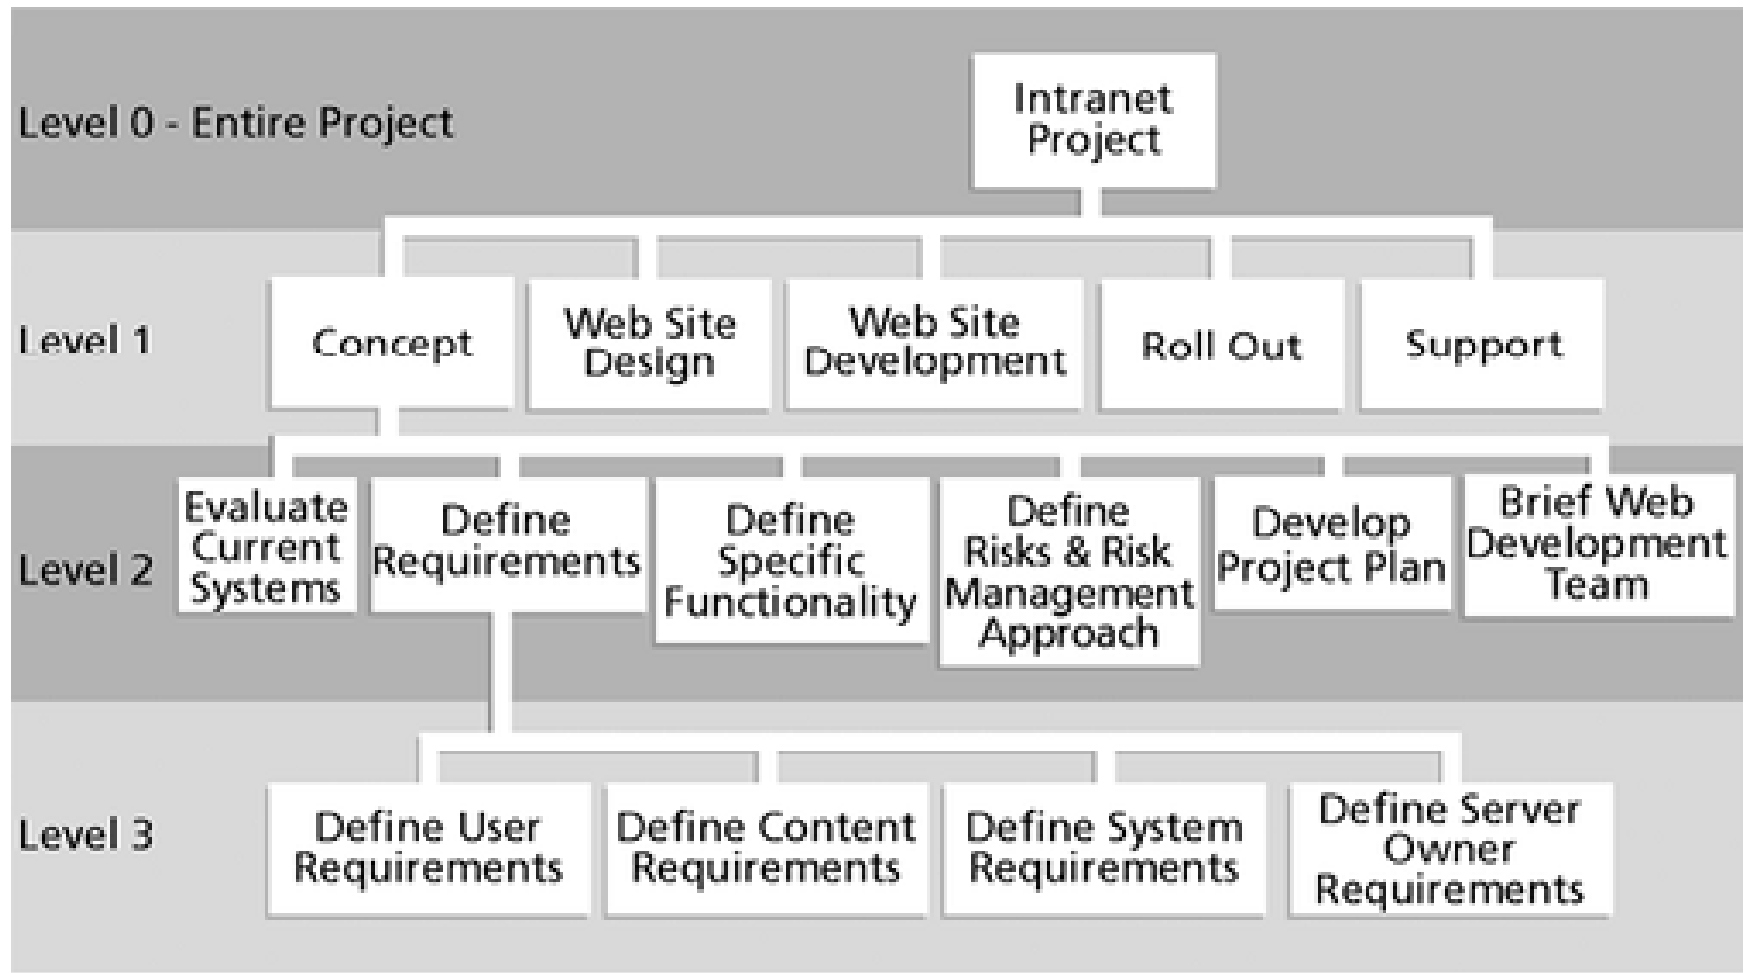 Level 0 - Entire Project
Intranet
Project
Level 1
Concept
Web Site
Design
Web Site
Development
Roll Out
Support
Level 2
Evaluate
Current
Systems
Define
Requirements
Define
Specific
Functionality
Define
Risks & Risk
Management
Approach
Develop
Project Plan
Brief Web
Development
Team
Level 3
Define User
Requirements
Define Content
Requirements
Define System
Requirements
Define Server
Owner
Requirements